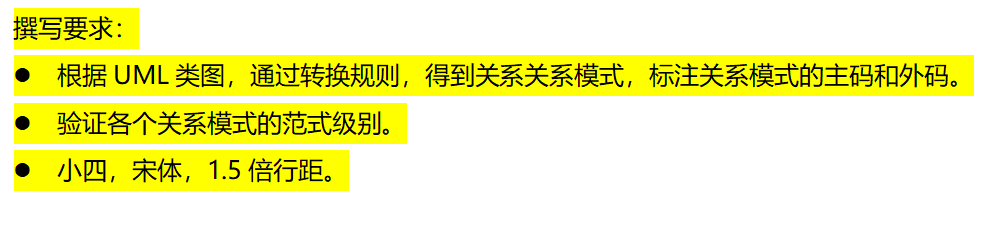 撰写要求：
● 根据 UML 类图，通过转换规则，得到关系关系模式，标注关系模式的主码和外码。
● 验证各个关系模式的范式级别。
● 小四，宋体，1.5 倍行距。